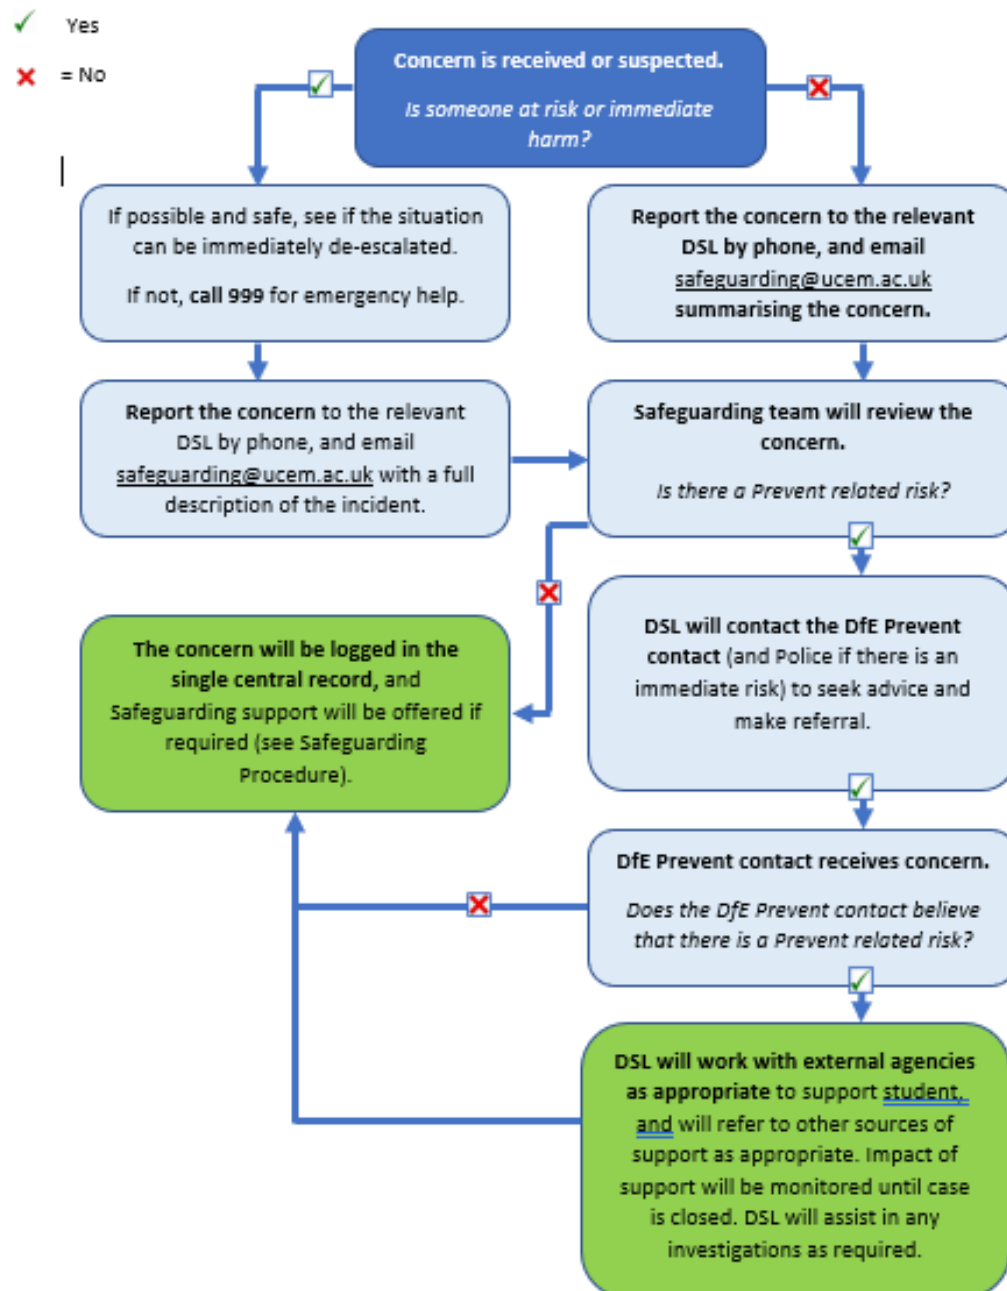 Yes
= No
Concern is received or suspected.
Is someone at risk or immediate
harm?
If possible and safe, see if the situation
can be immediately de-escalated.
If not, call 999 for emergency help.
Report the concern to the relevant
DSL by phone, and email
safeguarding@ucem.ac.uk
summarising the concern.
Report the concern to the relevant
DSL by phone, and email
safeguarding@ucem.ac.uk with a full
description of the incident.
Safeguarding team will review the
concern.
Is there a Prevent related risk?
The concern will be logged in the
single central record, and
Safeguarding support will be offered if
required (see Safeguarding
Procedure).
DSL will contact the DfE Prevent
contact (and Police if there is an
immediate risk) to seek advice and
make referral.
DfE Prevent contact receives concern.
Does the DfE Prevent contact believe
that there is a Prevent related risk?
DSL will work with external agencies
as appropriate to support student,
and will refer to other sources of
support as appropriate. Impact of
support will be monitored until case
is closed. DSL will assist in any
investigations as required.